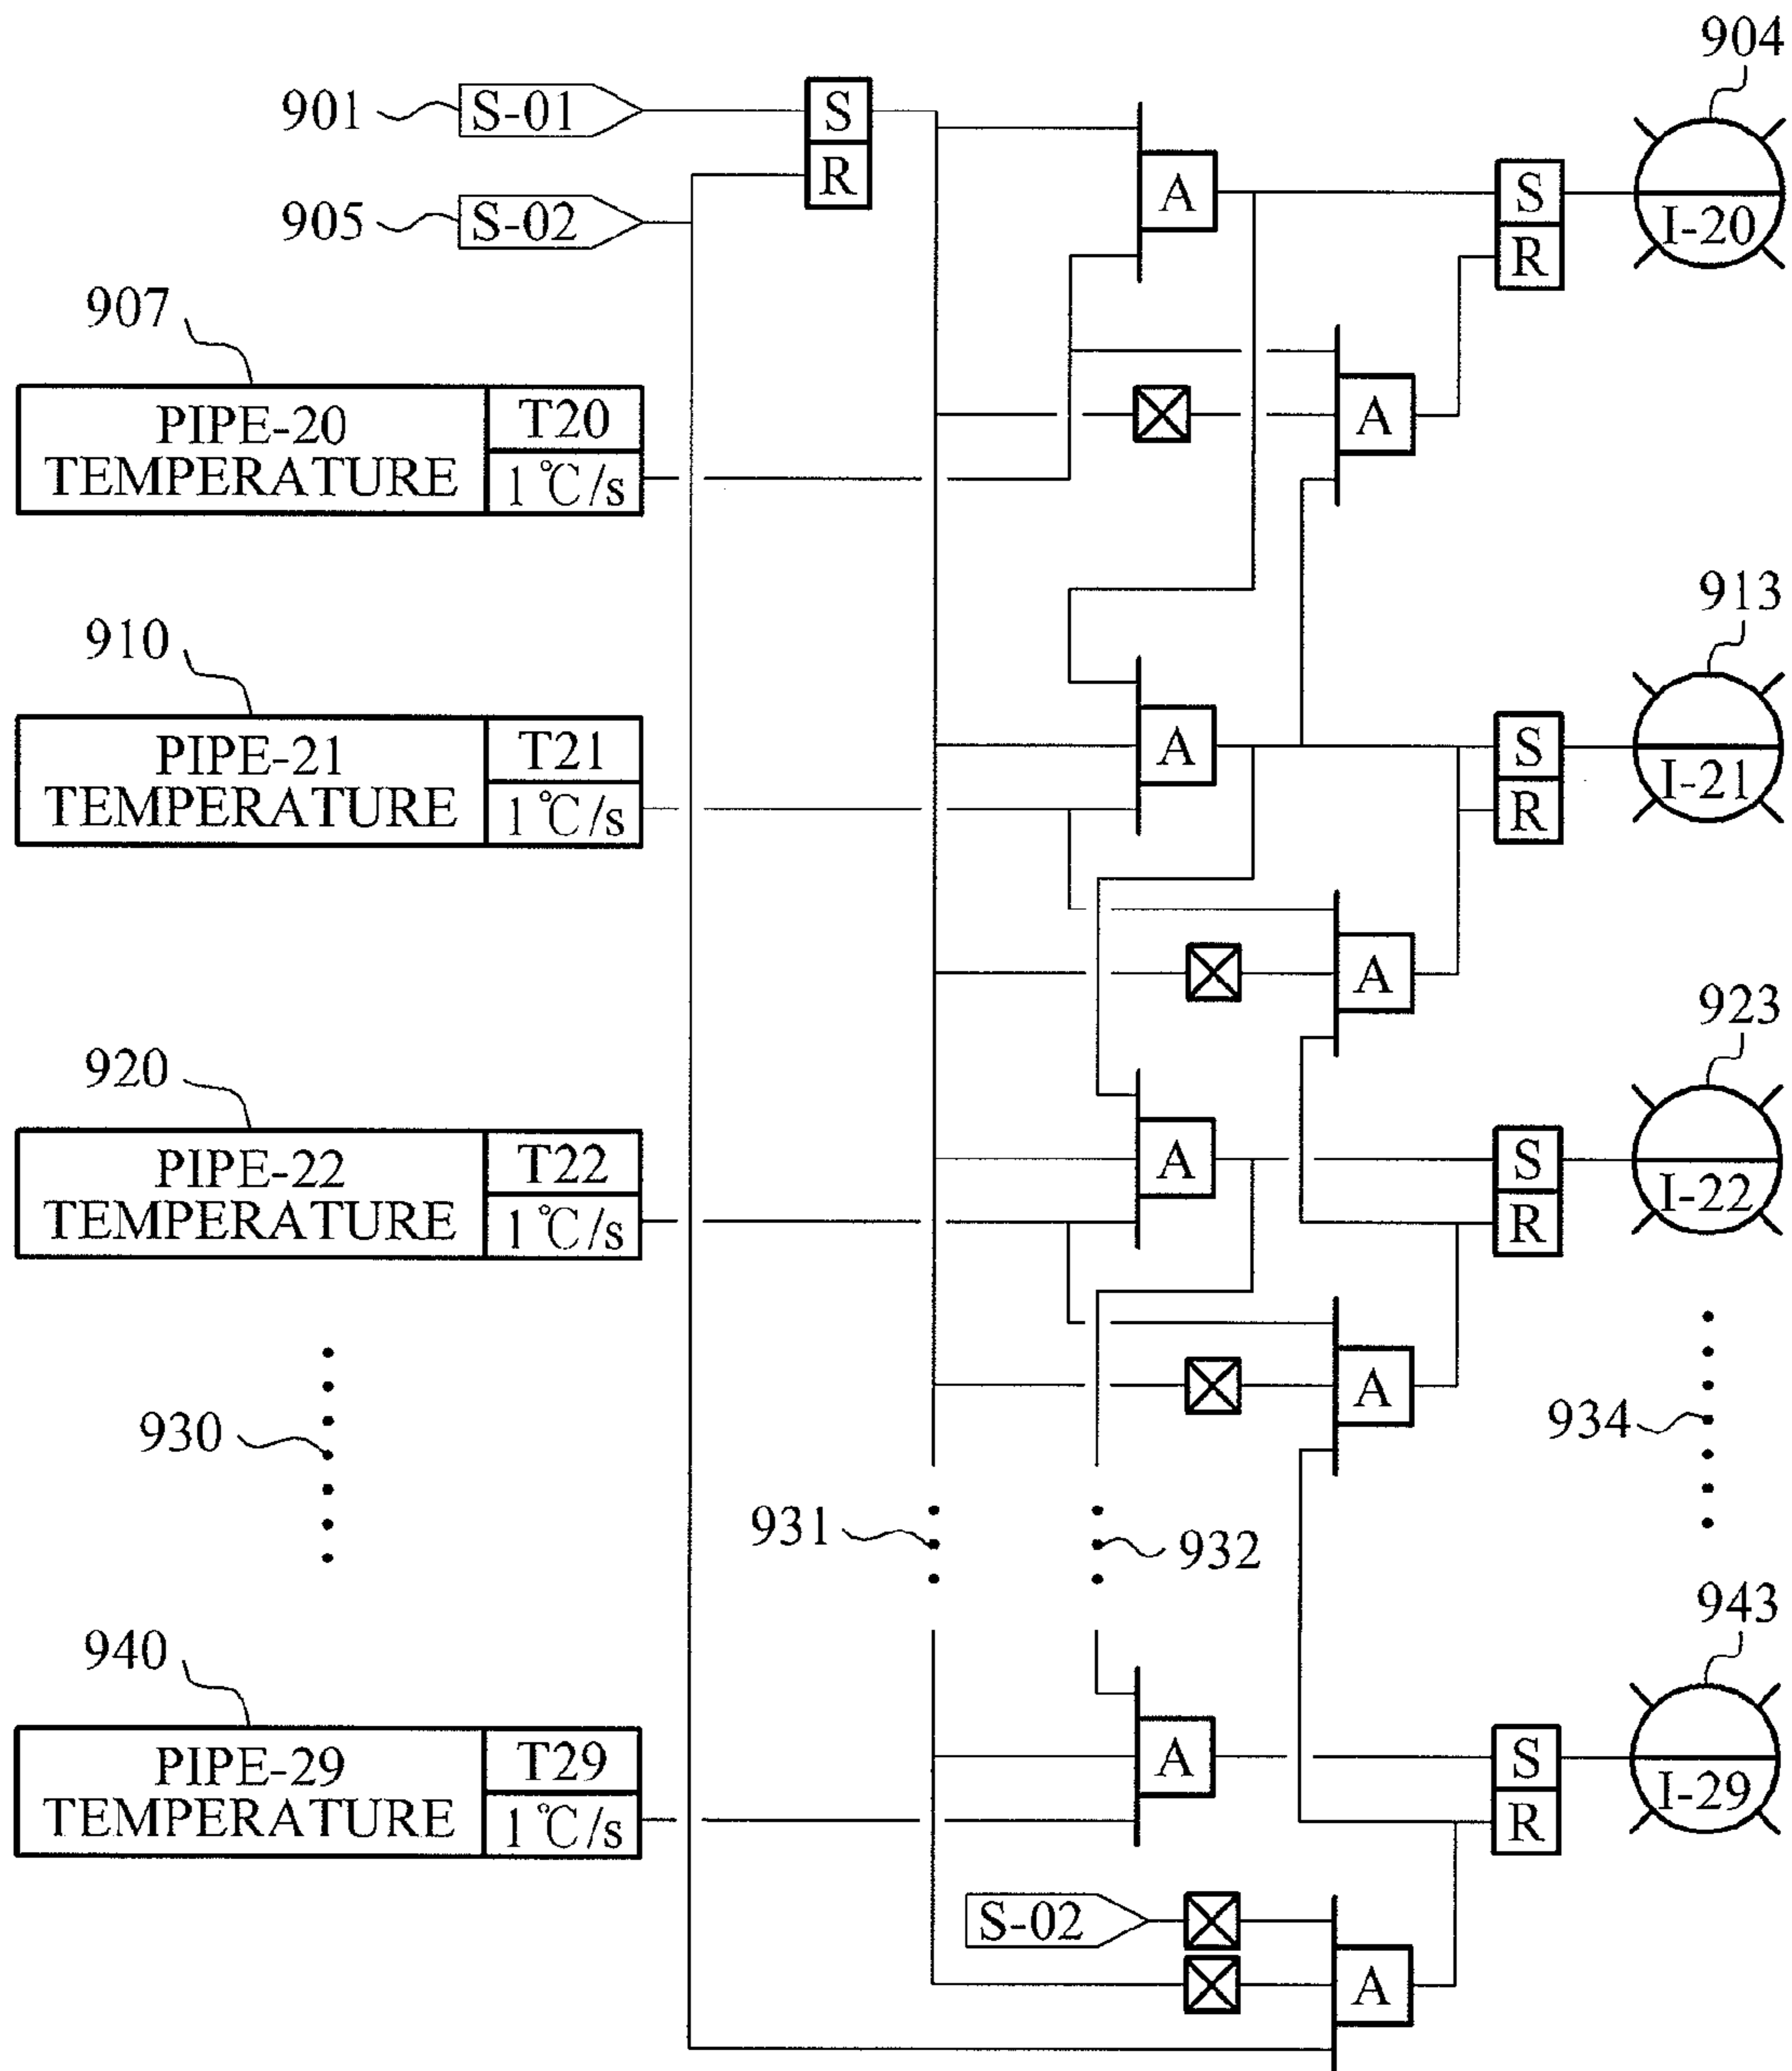 904
901
S-01
S
R
A
S
R
I-20
905
S-02
907
PIPE-20
TEMPERATURE
T20
1℃/s
A
913
910
PIPE-21
TEMPERATURE
T21
1℃/s
A
S
R
I-21
A
923
920
PIPE-22
TEMPERATURE
T22
1℃/s
A
S
R
I-22
A
930
931
932
934
943
940
PIPE-29
TEMPERATURE
T29
1℃/s
A
S
R
I-29
S-02
A